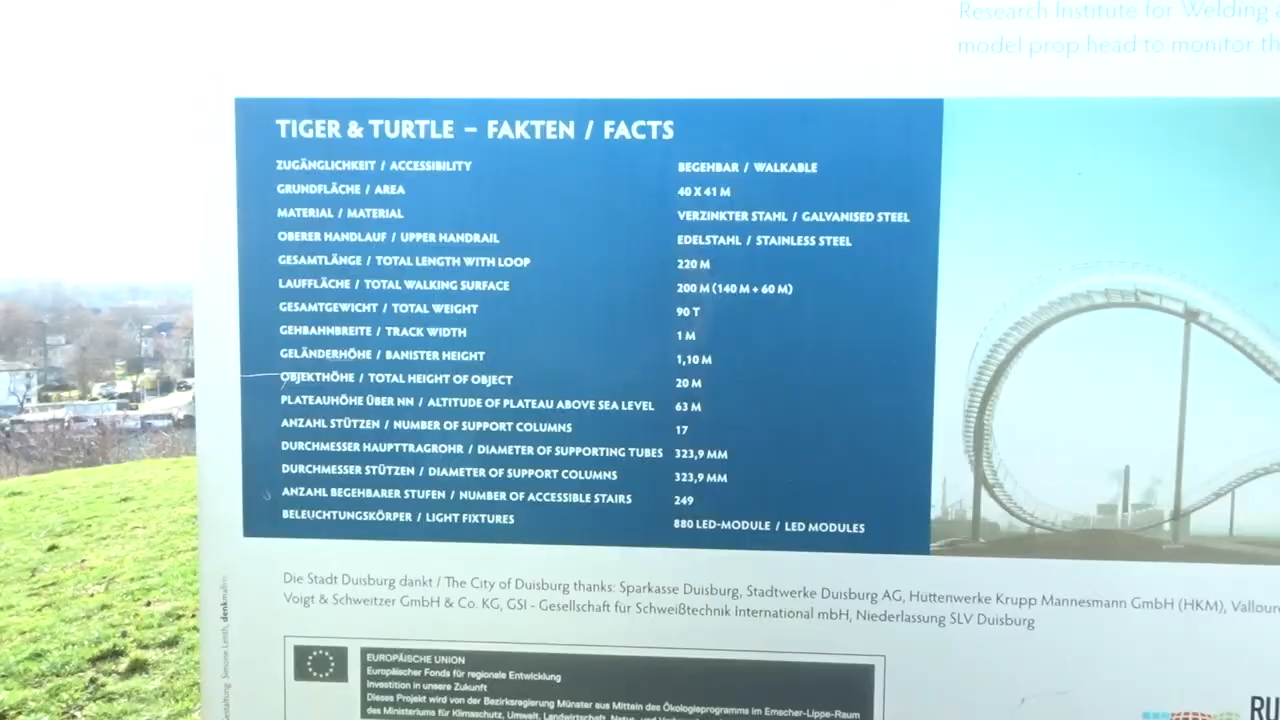 Research Institute for Welding
model prop head to monitor
TIGER & TURTLE – FAKTEN / FACTS
ZUGÄNGLICHKEIT / ACCESSIBILITY BEGEHBAR / WALKABLE
GRUNDFLÄCHE / AREA 40 X 41 M
MATERIAL / MATERIAL VERZINKTER STAHL / GALVANISED STEEL
OBERER HANDLAUF / UPPER HANDRAIL EDELSTAHL / STAINLESS STEEL
GESAMTLÄNGE / TOTAL LENGTH WITH LOOP 220 M
LAUFFLÄCHE / TOTAL WALKING SURFACE 200 M (140 M + 60 M)
GESAMTGEWICHT / TOTAL WEIGHT 90 T
GEHBAHNBREITE / TRACK WIDTH 1 M
GELÄNDERHÖHE / BANISTER HEIGHT 1,10 M
OBJEKTHÖHE / TOTAL HEIGHT OF OBJECT 20 M
PLATEAUHÖHE ÜBER NN / ALTITUDE OF PLATEAU ABOVE SEA LEVEL 63 M
ANZAHL STÜTZEN / NUMBER OF SUPPORT COLUMNS 17
DURCHMESSER HAUPTTRAGROHR / DIAMETER OF SUPPORTING TUBES 323,9 MM
DURCHMESSER STÜTZEN / DIAMETER OF SUPPORT COLUMNS 323,9 MM
ANZAHL BEGEHBARER STUFEN / NUMBER OF ACCESSIBLE STAIRS 249
BELEUCHTUNGSKÖRPER / LIGHT FIXTURES 880 LED-MODULE / LED MODULES
Die Stadt Duisburg dankt / The City of Duisburg thanks: Sparkasse Duisburg, Stadtwerke Duisburg AG, Hüttenwerke Krupp Mannesmann GmbH (HKM),
Voigt & Schweitzer GmbH & Co. KG, GSI - Gesellschaft für Schweißtechnik International mbH, Niederlassung SLV Duisburg
EUROPÄISCHE UNION
Europäischer Fonds für regionale Entwicklung
Investition in unsere Zukunft
Dieses Projekt wird von der Bezirksregierung Münster aus Mitteln des Ökologieprogramms im Emscher-Lippe-Raum
des Ministeriums für Klimaschutz, Umwelt,